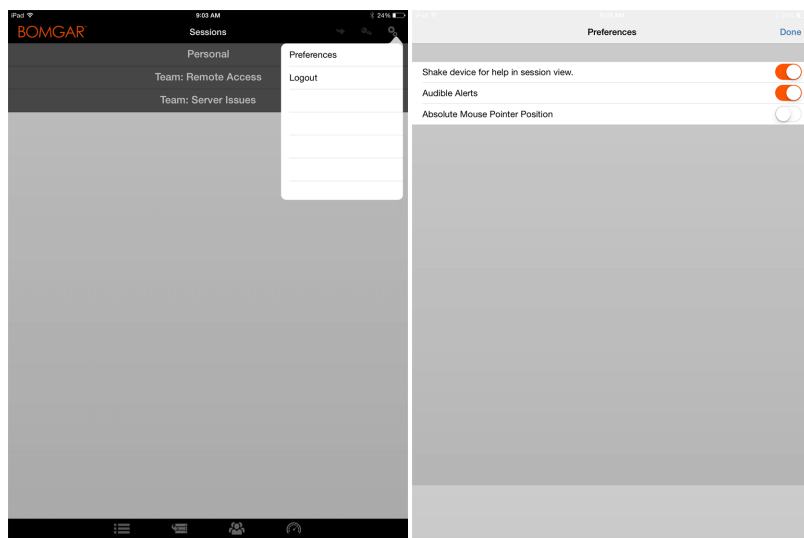 iPad 9:03 AM 24%
BOMGAR Sessions
Personal
Team: Remote Access
Team: Server Issues
Preferences
Logout
Preferences Done
Shake device for help in session view.
Audible Alerts
Absolute Mouse Pointer Position